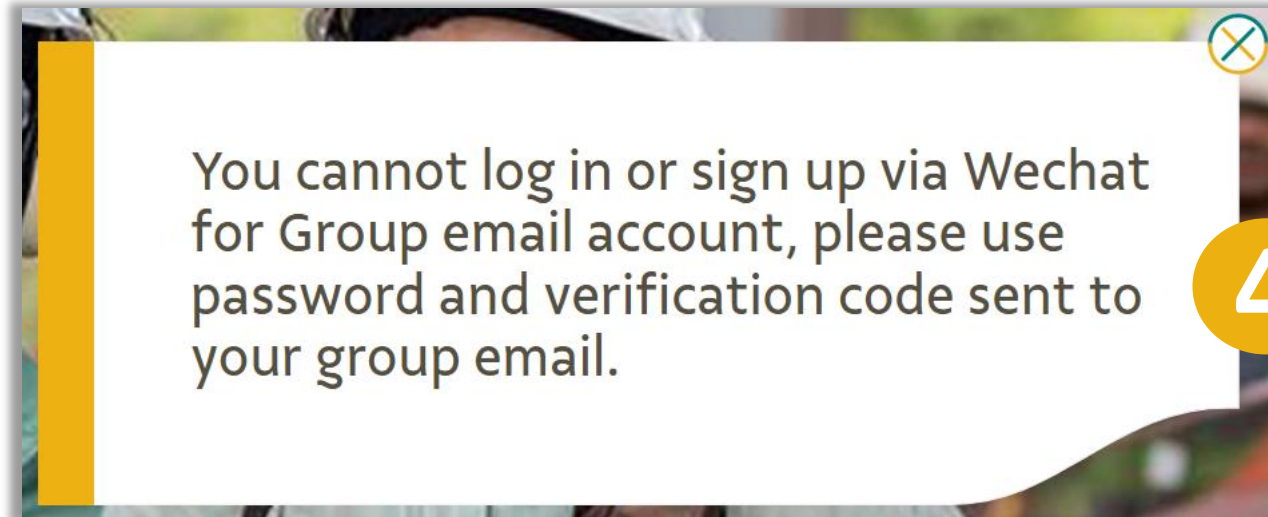 You cannot log in or sign up via Wechat
for Group email account, please use
password and verification code sent to
your group email.